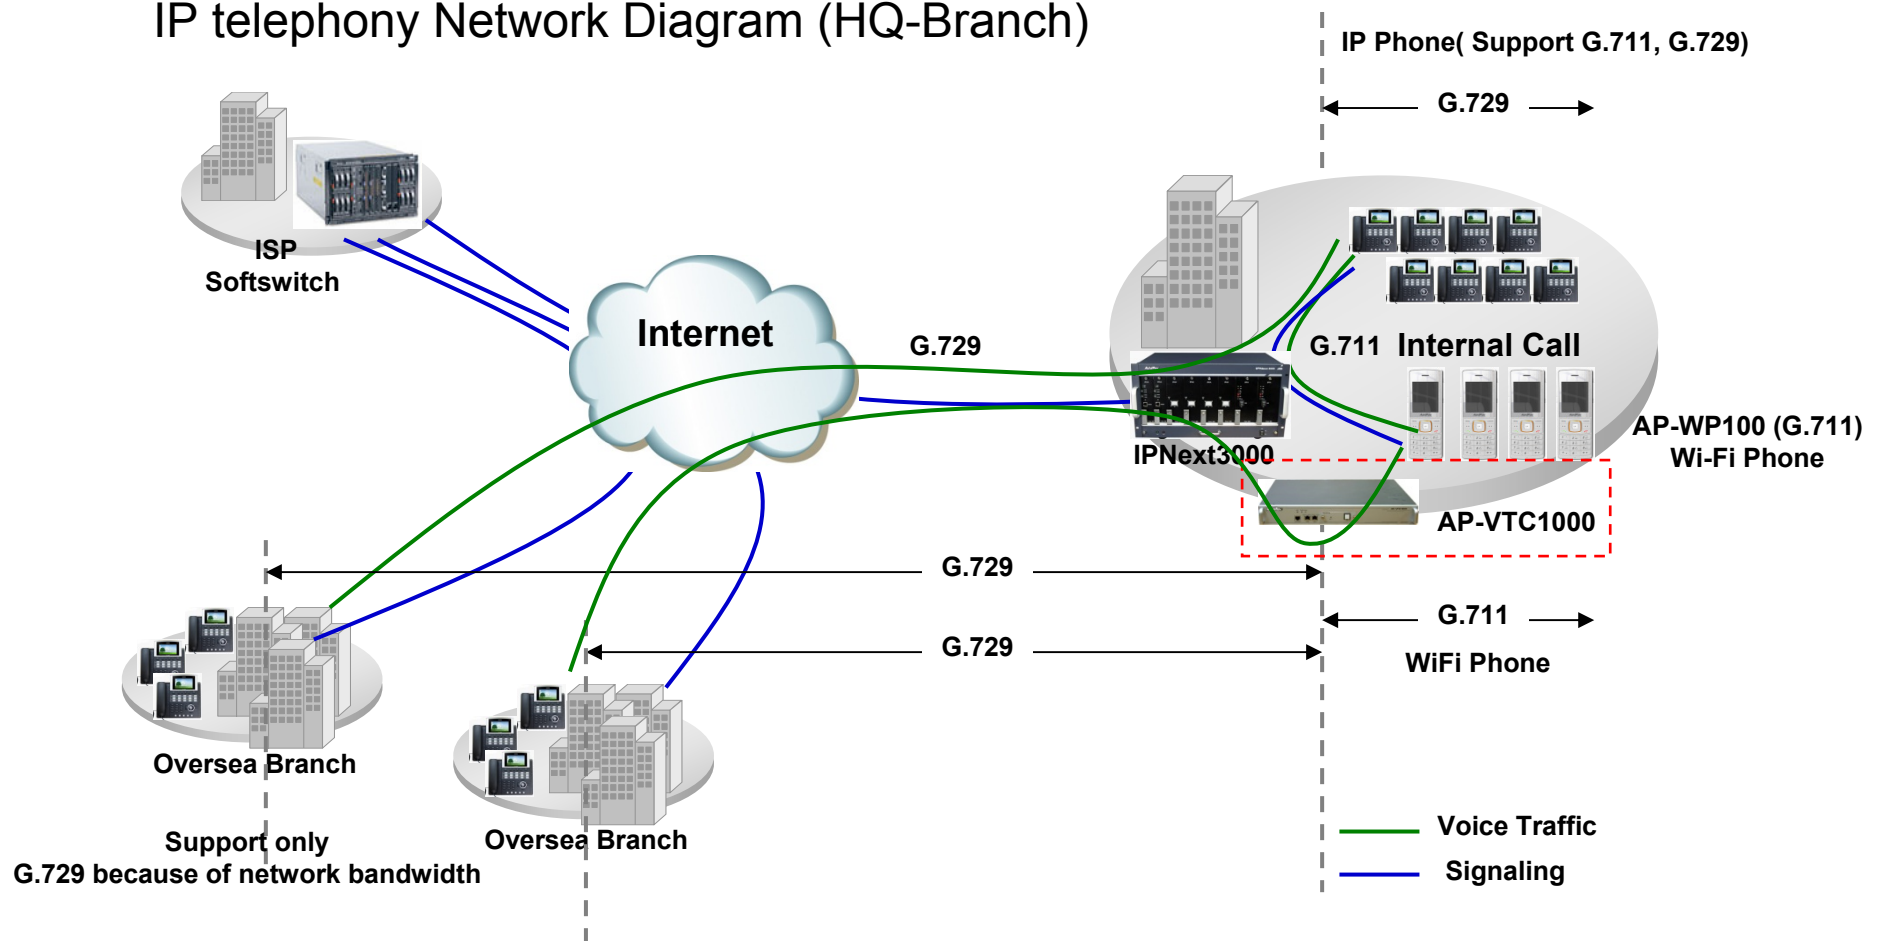 IP telephony Network Diagram (HQ-Branch)
IP Phone( Support G.711, G.729)
G.729
ISP
Softswitch
Internet
G.729
G.711
Internal Call
AP-WP100 (G.711)
Wi-Fi Phone
IPNext3000
AP-VTC1000
G.729
G.711
G.729
WiFi Phone
Oversea Branch
Oversea Branch
Support only
G.729 because of network bandwidth
Voice Traffic
Signaling